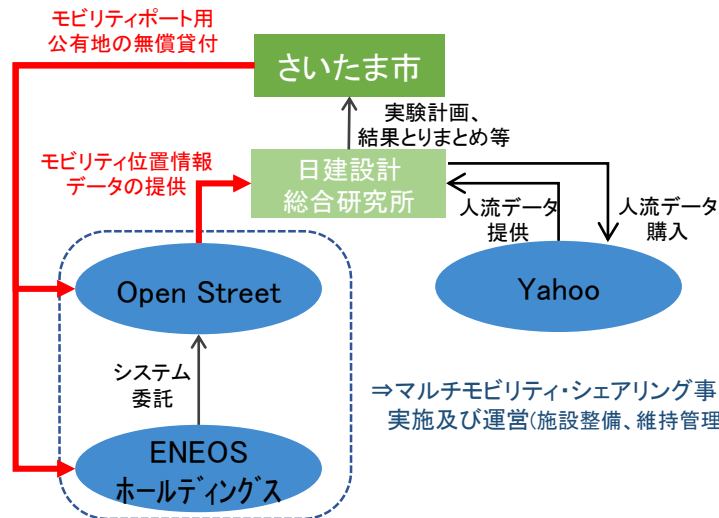 モビリティポート用
公有地の無償貸付
さいたま市
実験計画、
結果とりまとめ等
モビリティ位置情報
データの提供
日建設計
総合研究所
人流データ
提供
人流データ
購入
Open Street
Yahoo
システム
委託
⇒マルチモビリティ・シェアリング事
実施及び運営(施設整備、維持管理
ENEOS
ホールディングス